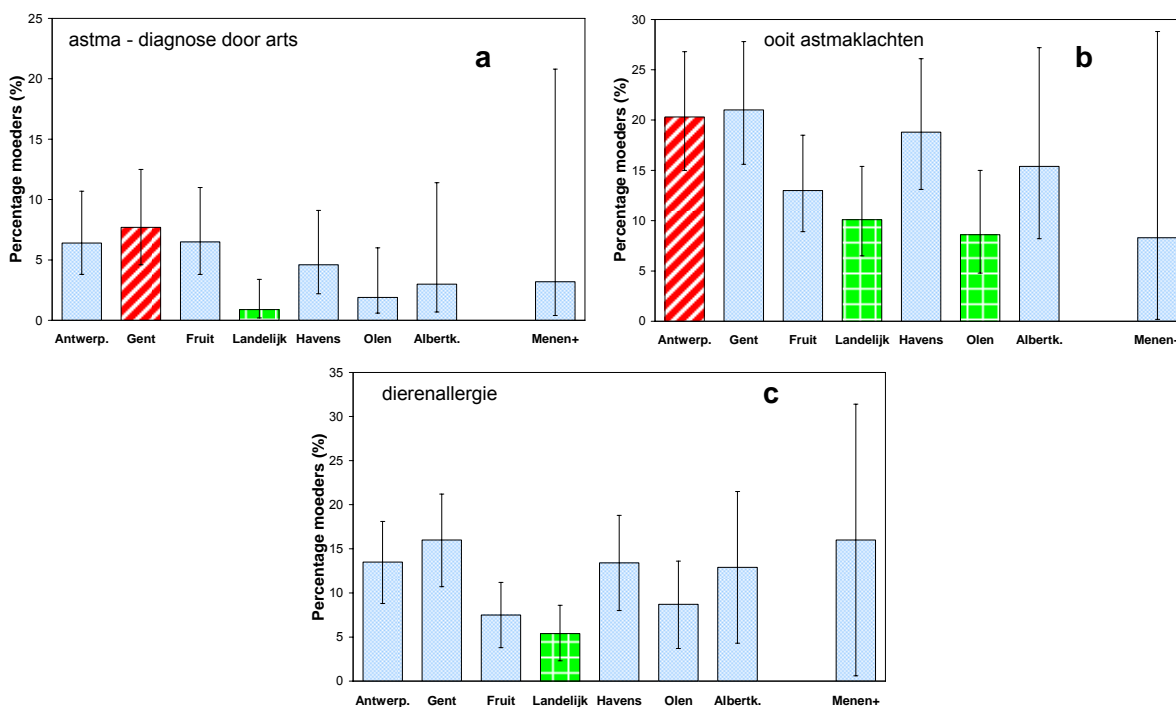 astma - diagnose door arts
a
Percentage moeders (%)
25
20
15
10
5
0
Antwerp. Gent Fruit Landelijk Havens Olen Albertk. Menen+
ooit astmaklachten
b
Percentage moeders (%)
30
25
20
15
10
5
0
Antwerp. Gent Fruit Landelijk Havens Olen Albertk. Menen+
dierenallergie
c
Percentage moeders (%)
35
30
25
20
15
10
5
0
Antwerp. Gent Fruit Landelijk Havens Olen Albertk. Menen+